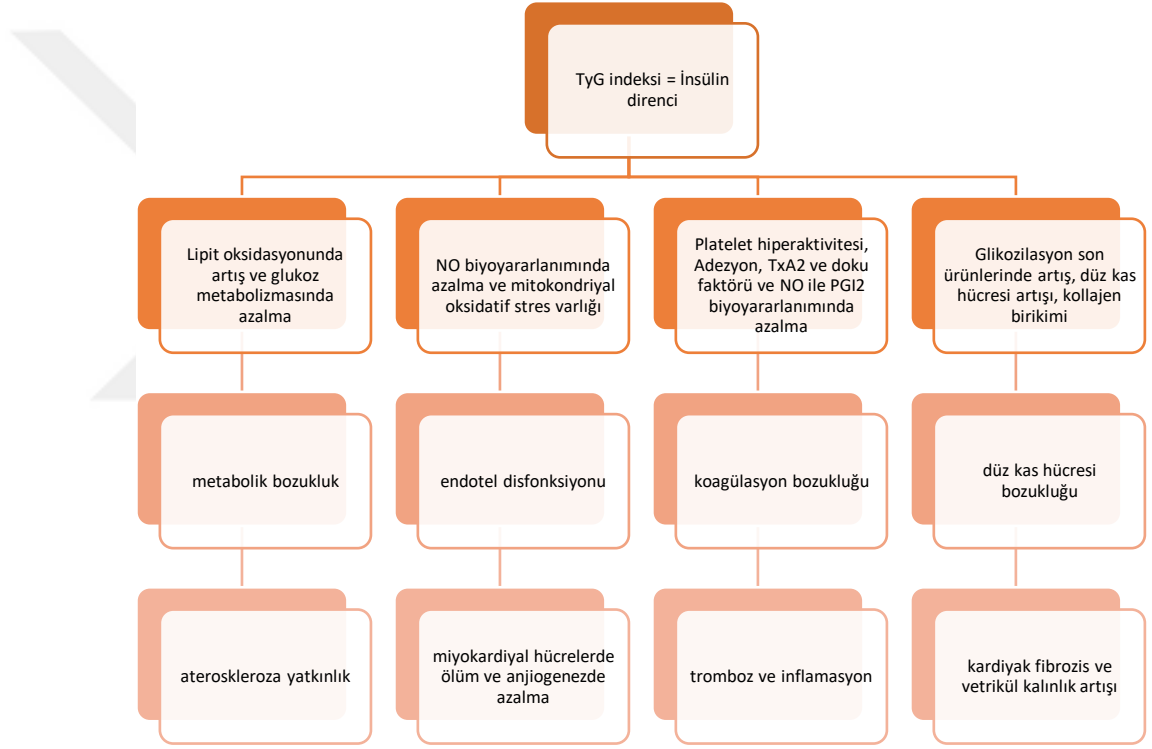 TyG indeksi = İnsülin
direnci
Lipit oksidasyonunda
artış ve glukoz
metabolizmasında
azalma
NO biyoyararlanımında
azalma ve mitokondriyal
oksidatif stres varlığı
Platelet hiperaktivitesi,
Adezyon, TxA2 ve doku
faktörü ve NO ile PGI2
biyoyararlanımında
azalma
Glikozilasyon son
ürünlerinde artış, düz kas
hücresi artışı, kollajen
birikimi
metabolik bozukluk
endotel disfonksiyonu
koagülasyon bozukluğu
düz kas hücresi
bozukluğu
ateroskleroza yatkınlık
miyokardiyal hücrelerde
ölüm ve anjiogenezde
azalma
tromboz ve inflamasyon
kardiyak fibrozis ve
vetrikül kalınlık artışı